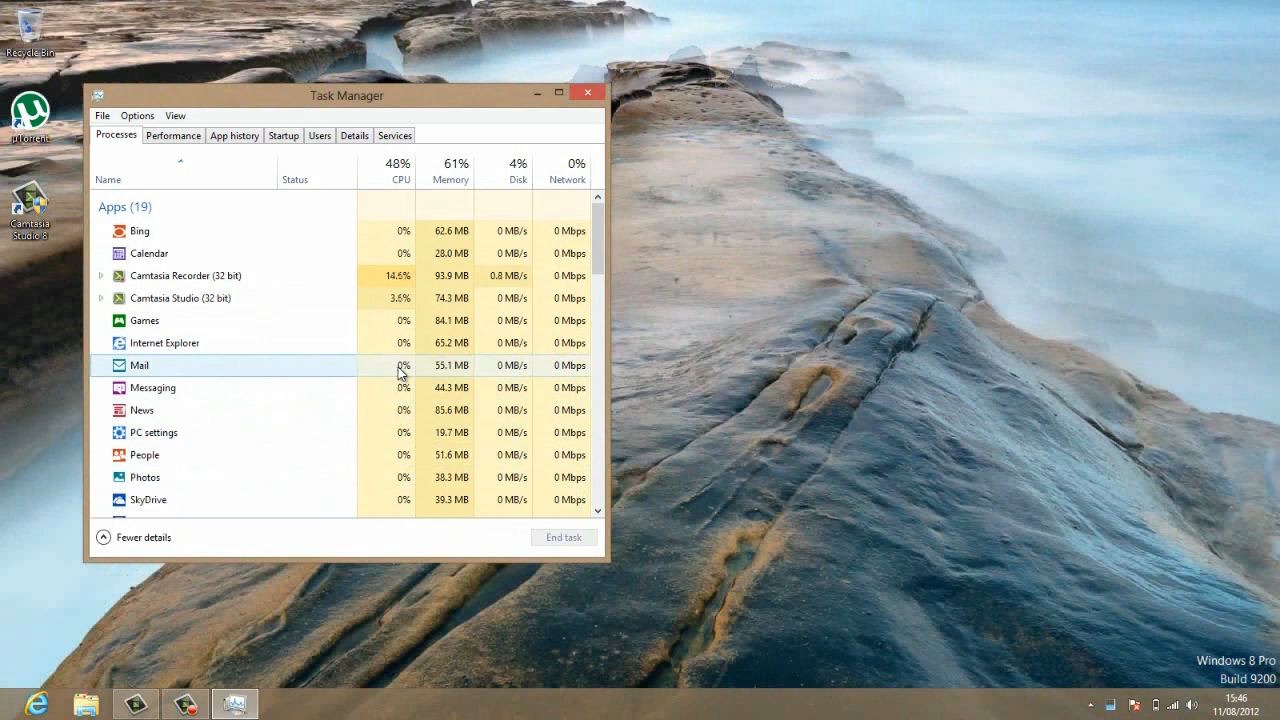 Recycle Bin
µTorrent
Camtasia
Studio 8
Task Manager
File Options View
Processes Performance App history Startup Users Details Services
48% 61% 4% 0%
Name Status CPU Memory Disk Network
Apps (19)
Bing 0% 62.6 MB 0 MB/s 0 Mbps
Calendar 0% 28.0 MB 0 MB/s 0 Mbps
Camtasia Recorder (32 bit) 14.6% 93.9 MB 0.8 MB/s 0 Mbps
Camtasia Studio (32 bit) 3.6% 74.3 MB 0 MB/s 0 Mbps
Games 0% 84.1 MB 0 MB/s 0 Mbps
Internet Explorer 0% 65.2 MB 0 MB/s 0 Mbps
Mail 0% 55.1 MB 0 MB/s 0 Mbps
Messaging 0% 44.3 MB 0 MB/s 0 Mbps
News 0% 85.6 MB 0 MB/s 0 Mbps
PC settings 0% 19.7 MB 0 MB/s 0 Mbps
People 0% 51.6 MB 0 MB/s 0 Mbps
Photos 0% 38.3 MB 0 MB/s 0 Mbps
SkyDrive 0% 39.3 MB 0 MB/s 0 Mbps
Fewer details End task
Windows 8 Pro
Build 9200
15:46
11/08/2012